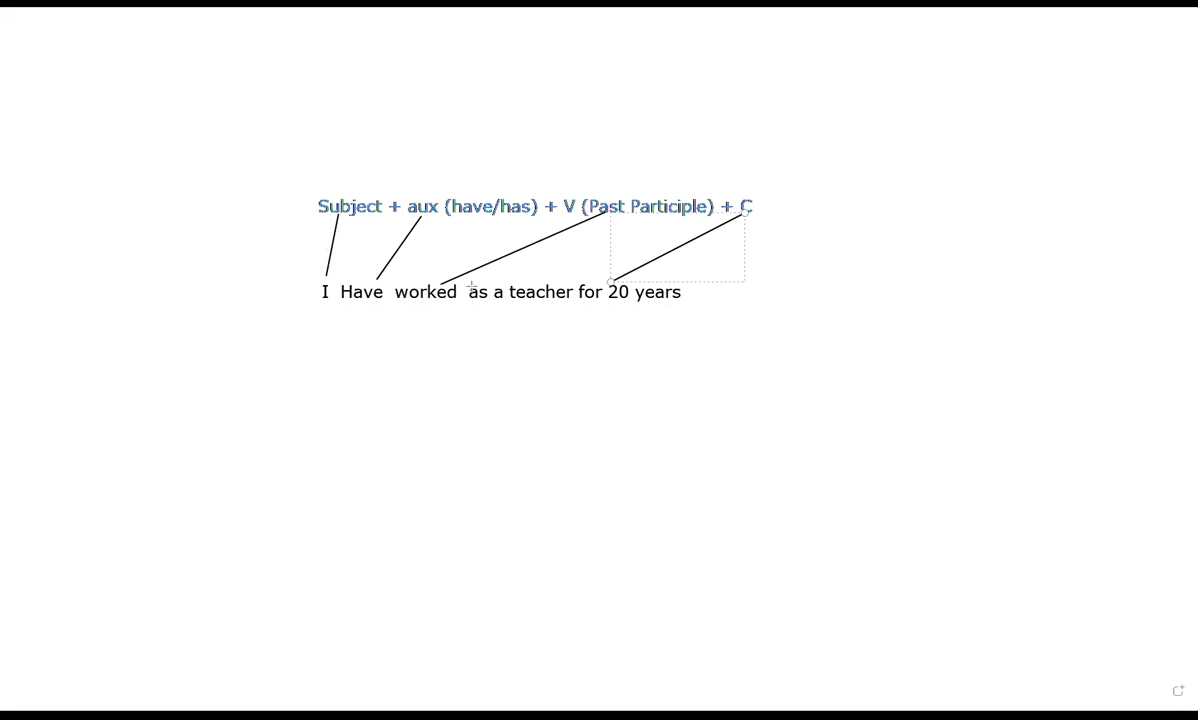 Subject + aux (have/has) + V (Past Participle) + C
I Have worked as a teacher for 20 years